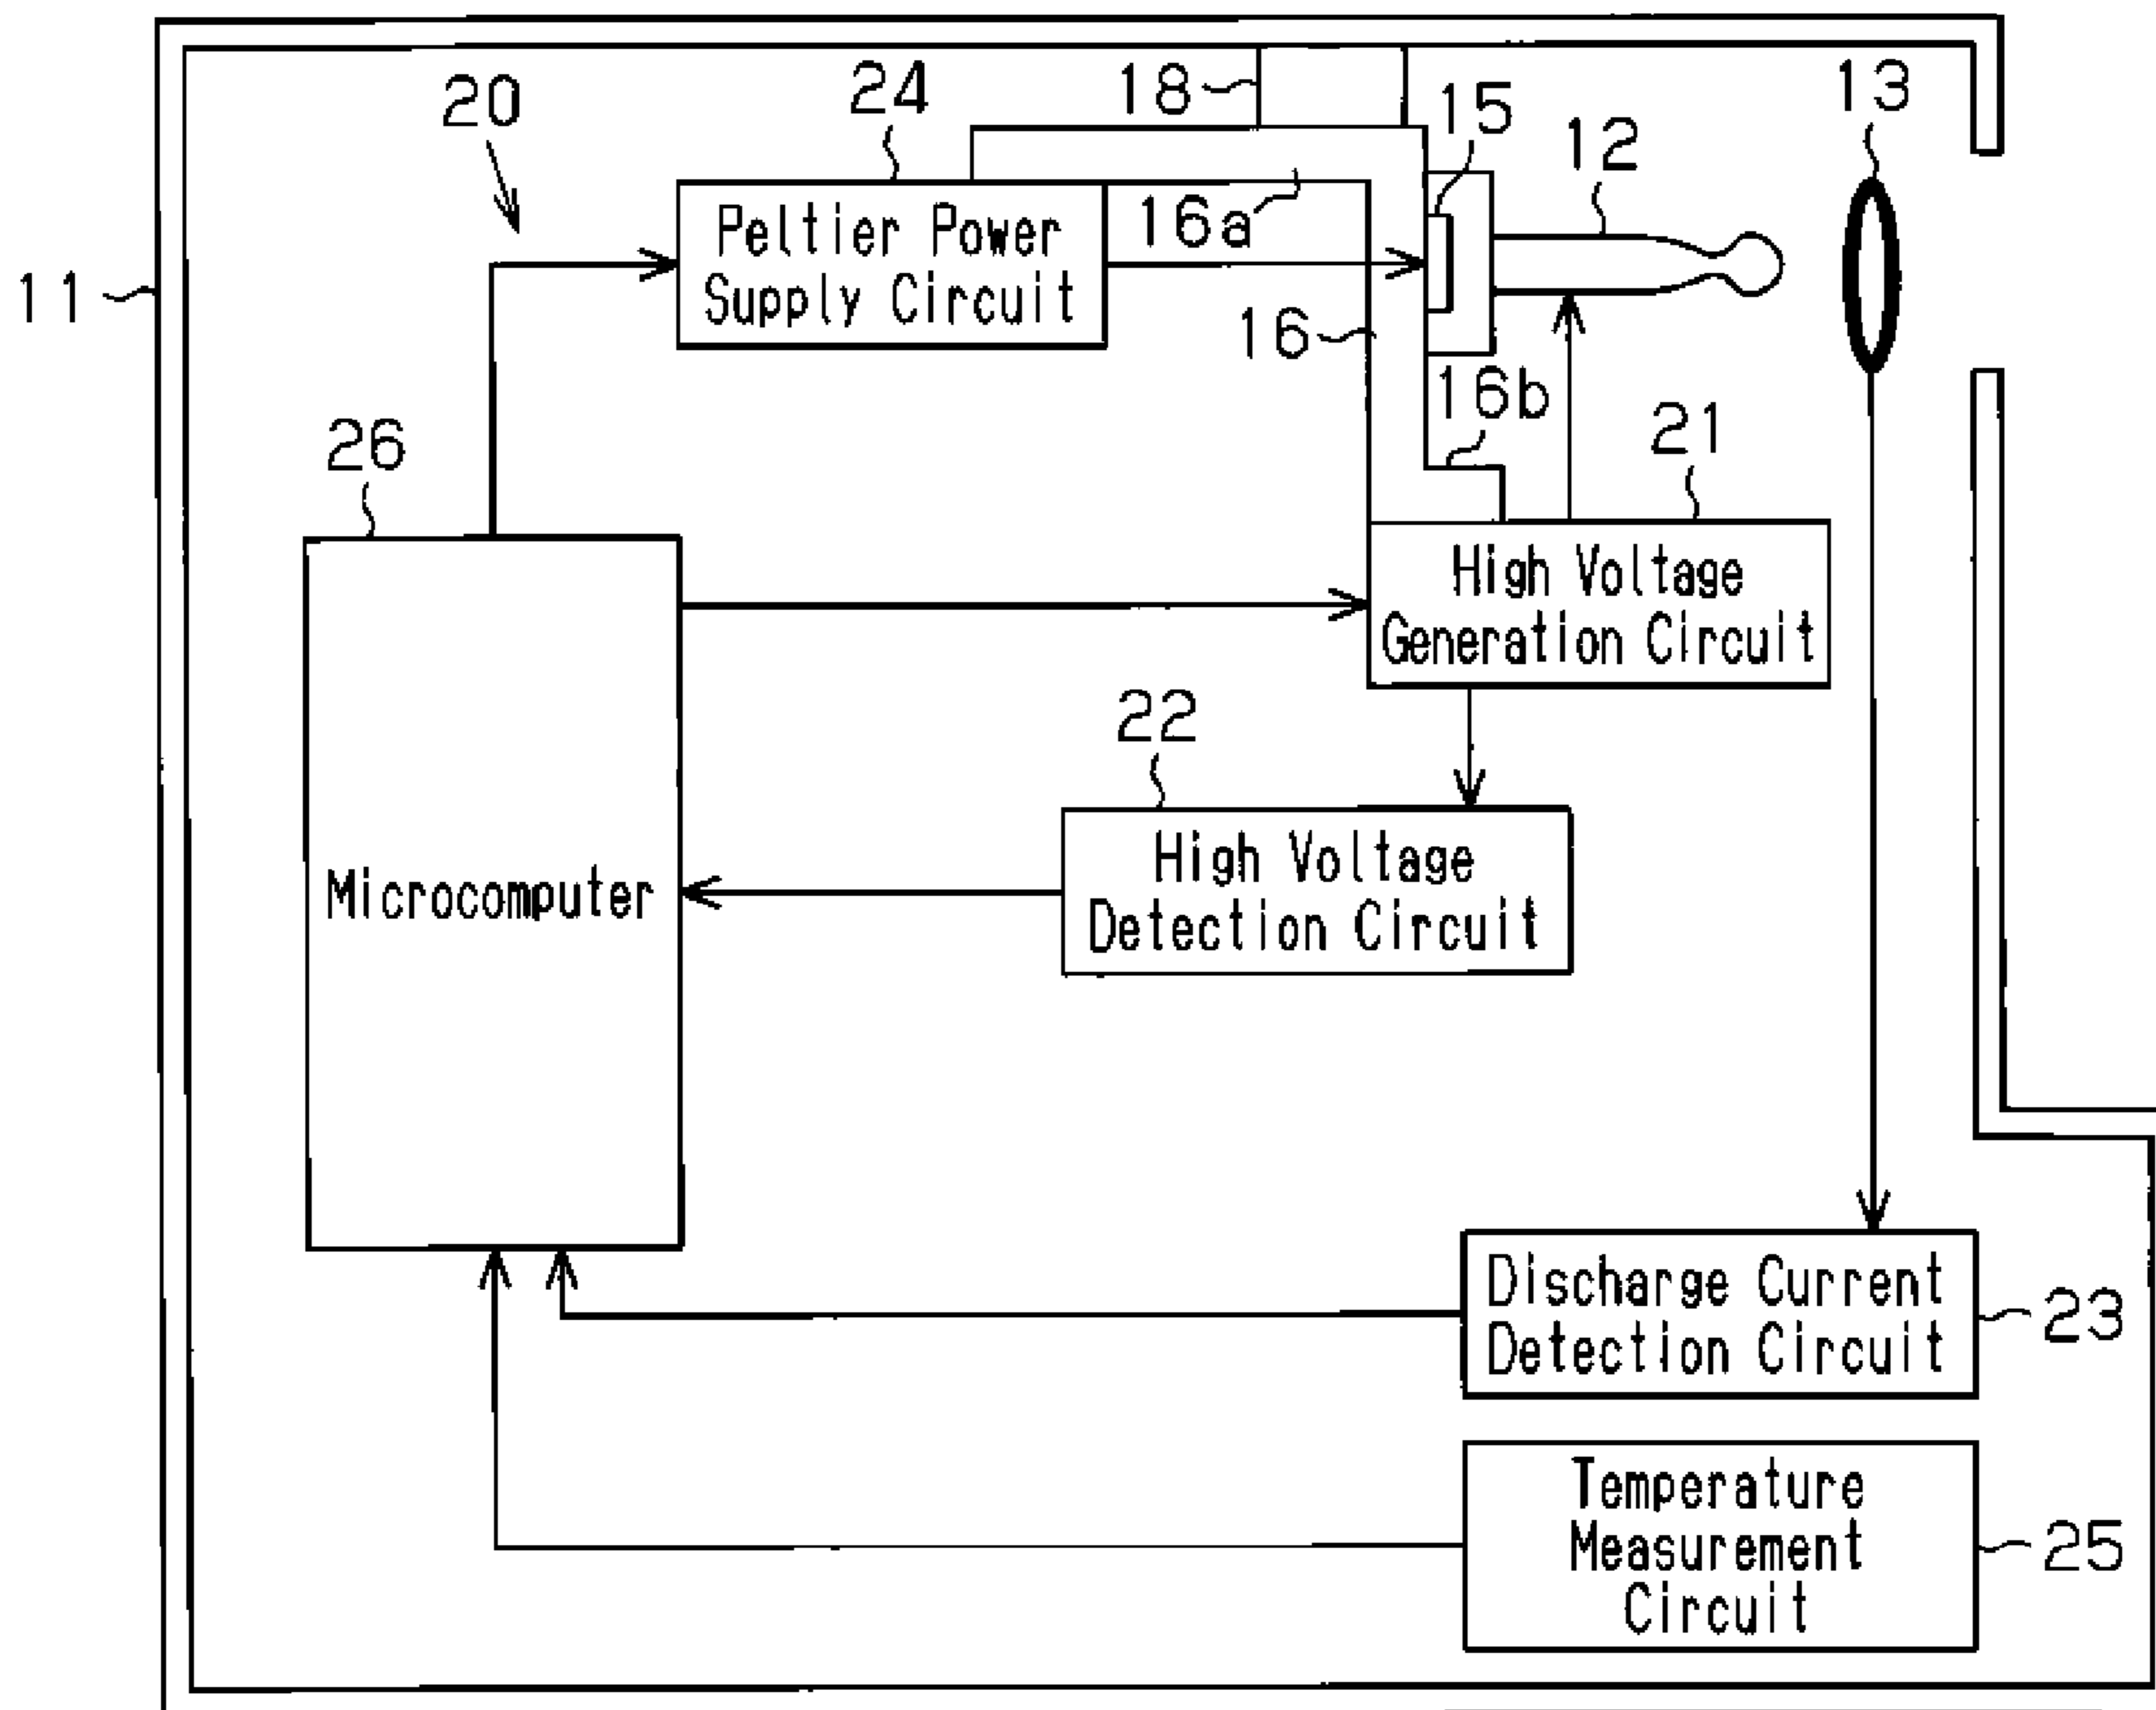 20
24
18
15
12
13
Peltier Power
Supply Circuit
16a
11
16
16b
26
21
High Voltage
Generation Circuit
22
High Voltage
Detection Circuit
Microcomputer
Discharge Current
Detection Circuit
23
Temperature
Measurement
Circuit
25